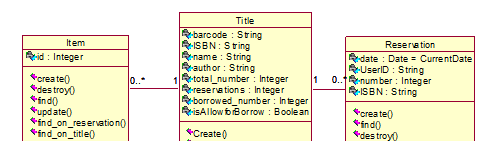 Item
id : Integer
create()
destroy()
find()
update()
find_on_reservation()
find_on_title()
0..*
1
Title
barcode : String
ISBN : String
name : String
author : String
total_number : Integer
reservations : Integer
borrowed_number : Integer
isAllowforBorrow : Boolean
Create()
1
0..*
Reservation
date : Date = CurrentDate
UserID : String
number : Integer
ISBN : String
create()
find()
destroy()